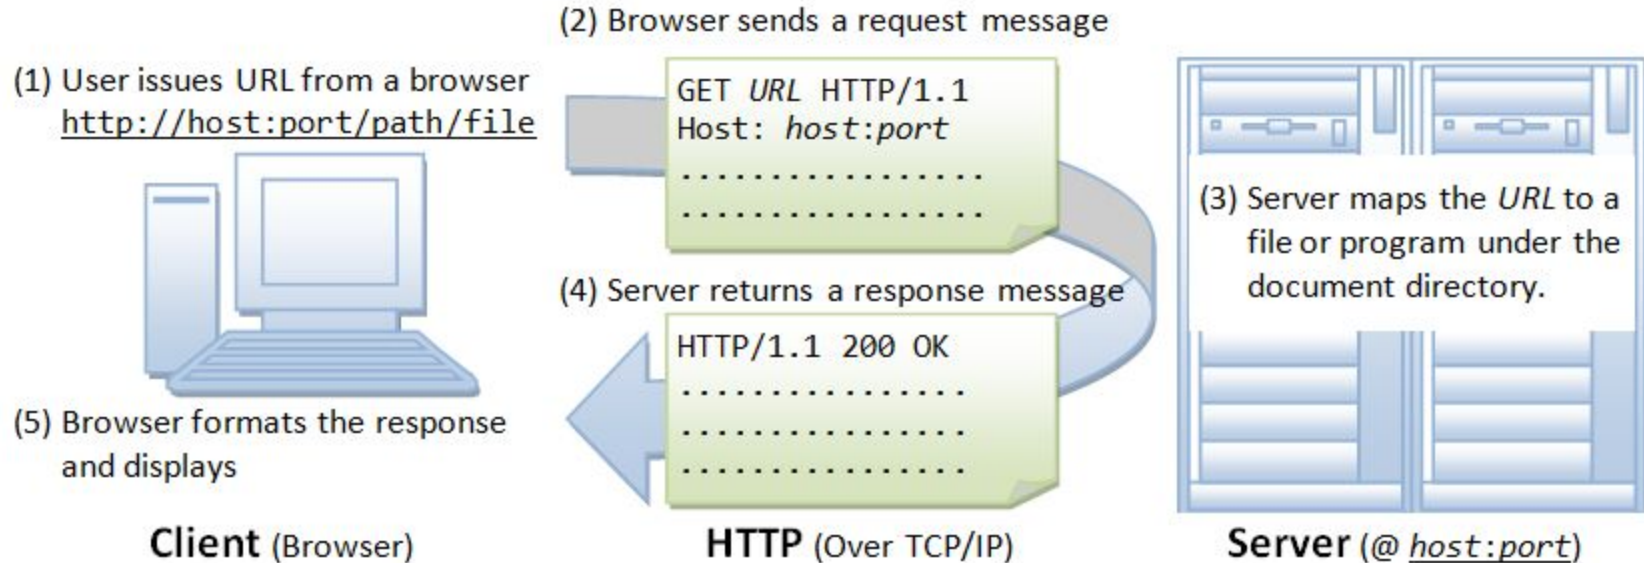 (2) Browser sends a request message
(1) User issues URL from a browser
http://host:port/path/file
GET URL HTTP/1.1
Host: host:port
.................
.................
(3) Server maps the URL to a
file or program under the
document directory.
(4) Server returns a response message
HTTP/1.1 200 OK
................
................
................
(5) Browser formats the response
and displays
Client (Browser)
HTTP (Over TCP/IP)
Server (@ host:port)